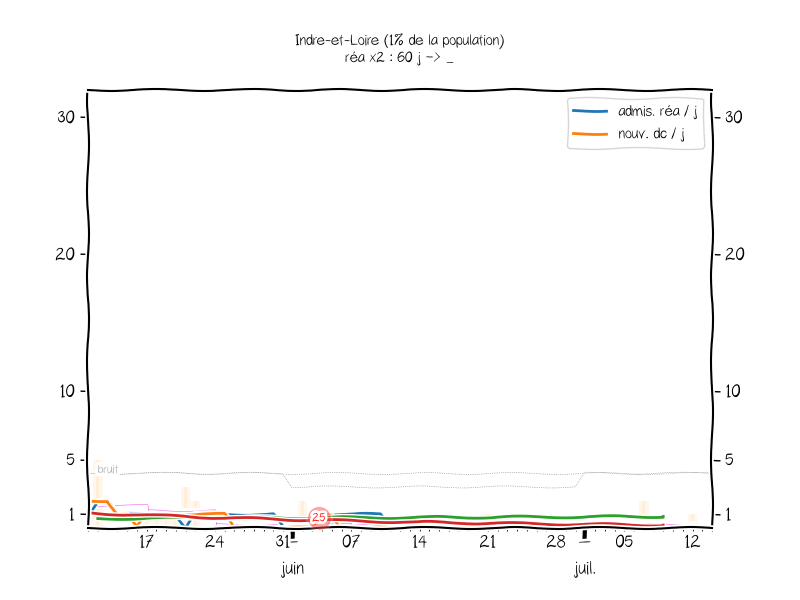 Indre-et-Loire (1% de la population)
réa x2 : 60 j -> _
30
30
admis. réa / j
nouv. dc / j
20
20
10
10
5
5
bruit
1
1
25
17 24 31 07 14 21 28 05 12
juin juil.